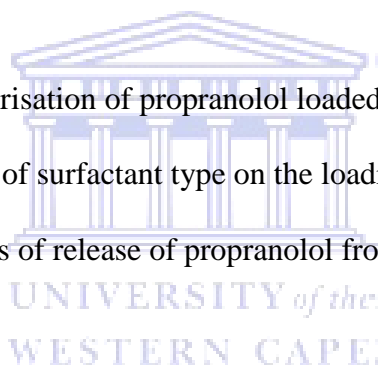 risation of propranolol loaded
of surfactant type on the load
s of release of propranolol fro
UNIVERSITY of the
WESTERN CAPE